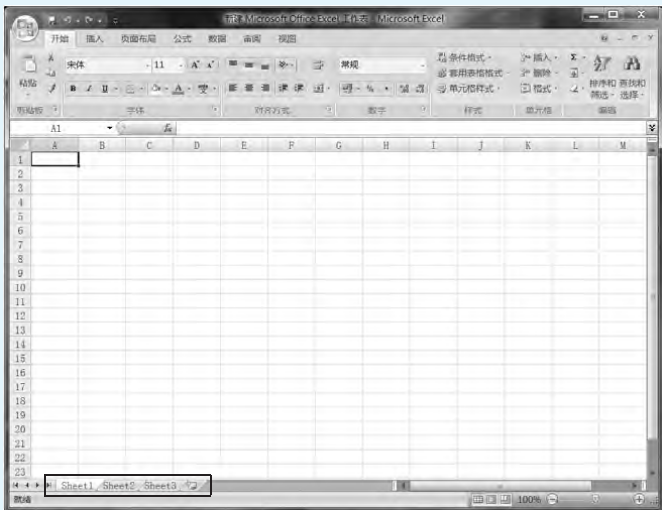 新建 Microsoft Office Excel 工作表 - Microsoft Excel
开始 插入 页面布局 公式 数据 审阅 视图
粘贴
宋体 11
常规
条件格式
套用表格格式
单元格样式
插入
删除
格式
排序和筛选
查找和选择
剪贴板 字体 对齐方式 数字 样式 单元格 编辑
A1 fx
A B C D E F G H I J K L M
1
2
3
4
5
6
7
8
9
10
11
12
13
14
15
16
17
18
19
20
21
22
23
Sheet1 Sheet2 Sheet3
就绪 100%